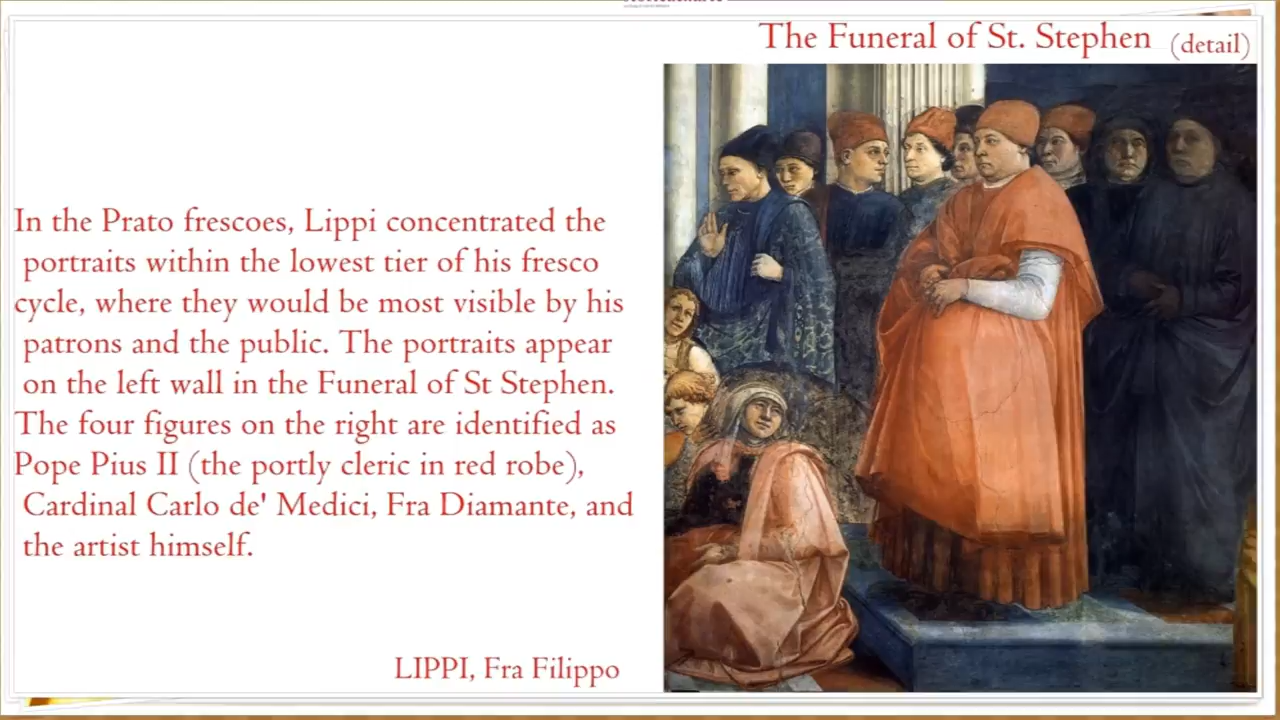 The Funeral of St. Stephen (detail)
In the Prato frescoes, Lippi concentrated the
portraits within the lowest tier of his fresco
cycle, where they would be most visible by his
patrons and the public. The portraits appear
on the left wall in the Funeral of St Stephen.
The four figures on the right are identified as
Pope Pius II (the portly cleric in red robe),
Cardinal Carlo de' Medici, Fra Diamante, and
the artist himself.
LIPPI, Fra Filippo